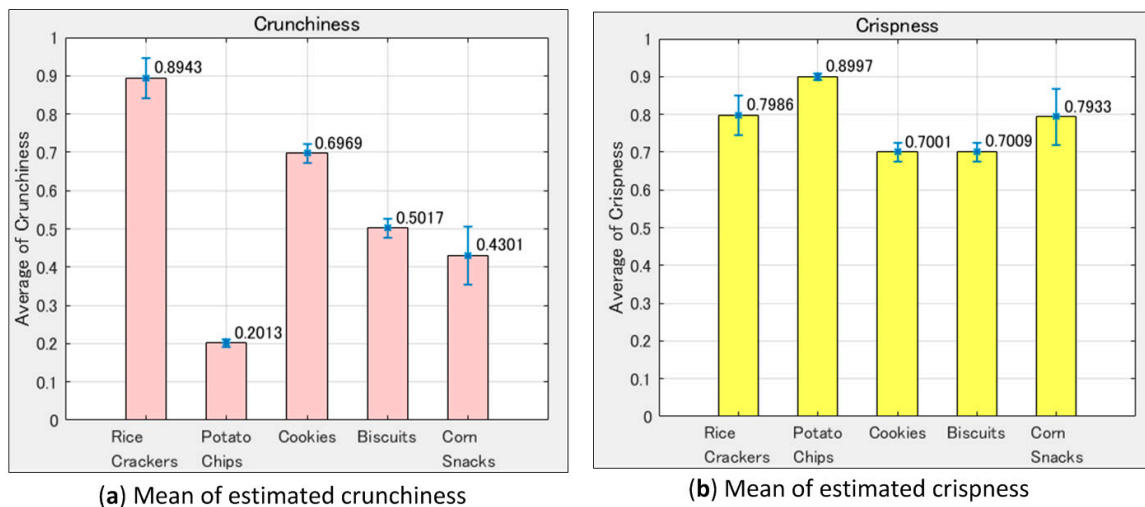 Crunchiness
Average of Crunchiness
1
0.9
0.8
0.7
0.6
0.5
0.4
0.3
0.2
0.1
0
0.8943
0.2013
0.6969
0.5017
0.4301
Rice Crackers
Potato Chips
Cookies
Biscuits
Corn Snacks
(a) Mean of estimated crunchiness
Crispness
Average of Crispness
1
0.9
0.8
0.7
0.6
0.5
0.4
0.3
0.2
0.1
0
0.7986
0.8997
0.7001
0.7009
0.7933
Rice Crackers
Potato Chips
Cookies
Biscuits
Corn Snacks
(b) Mean of estimated crispness